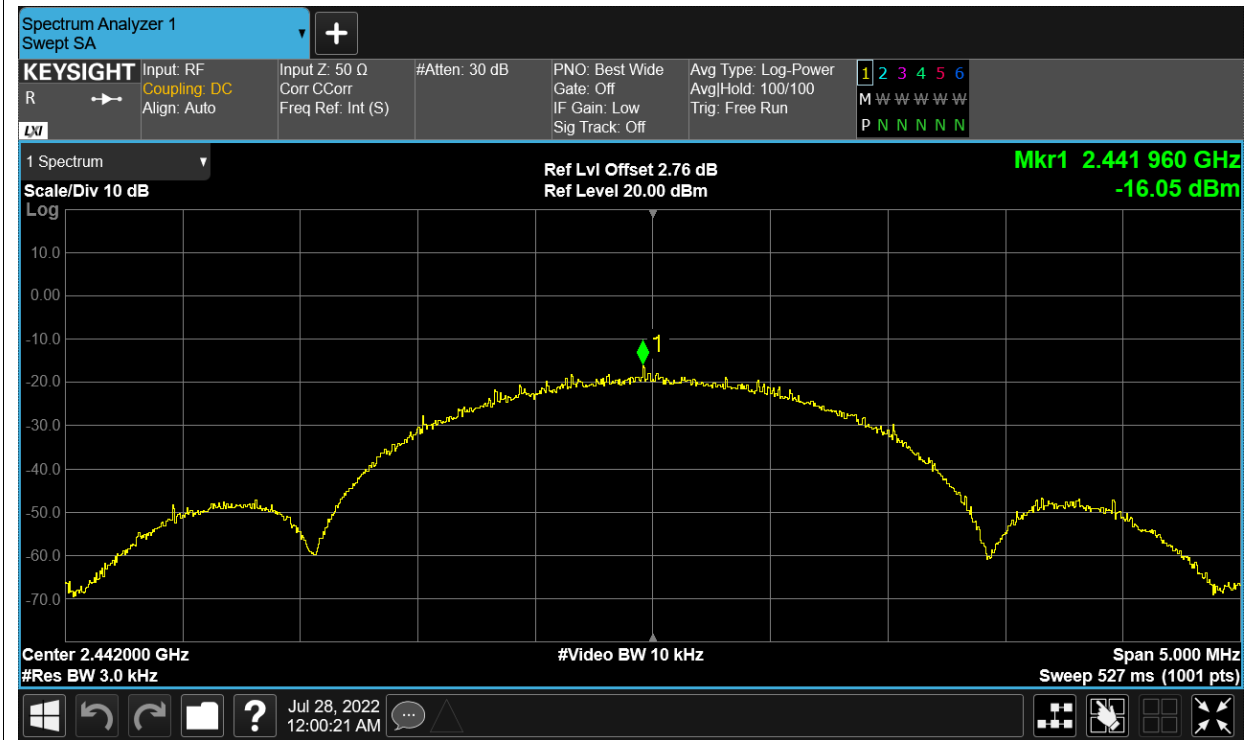 Spectrum Analyzer 1
Swept SA
KEYSIGHT
R
LXI
Input: RF
Coupling: DC
Align: Auto
Input Z: 50 Ω
Corr CCorr
Freq Ref: Int (S)
#Atten: 30 dB
PNO: Best Wide
Gate: Off
IF Gain: Low
Sig Track: Off
Avg Type: Log-Power
Avg|Hold: 100/100
Trig: Free Run
1 2 3 4 5 6
M W W W W W
P N N N N N
1 Spectrum
Scale/Div 10 dB
Log
Ref Lvl Offset 2.76 dB
Ref Level 20.00 dBm
Mkr1 2.441 960 GHz
-16.05 dBm
10.0
0.00
-10.0
1
-20.0
-30.0
-40.0
-50.0
-60.0
-70.0
Center 2.442000 GHz
#Res BW 3.0 kHz
#Video BW 10 kHz
Span 5.000 MHz
Sweep 527 ms (1001 pts)
?
Jul 28, 2022
12:00:21 AM